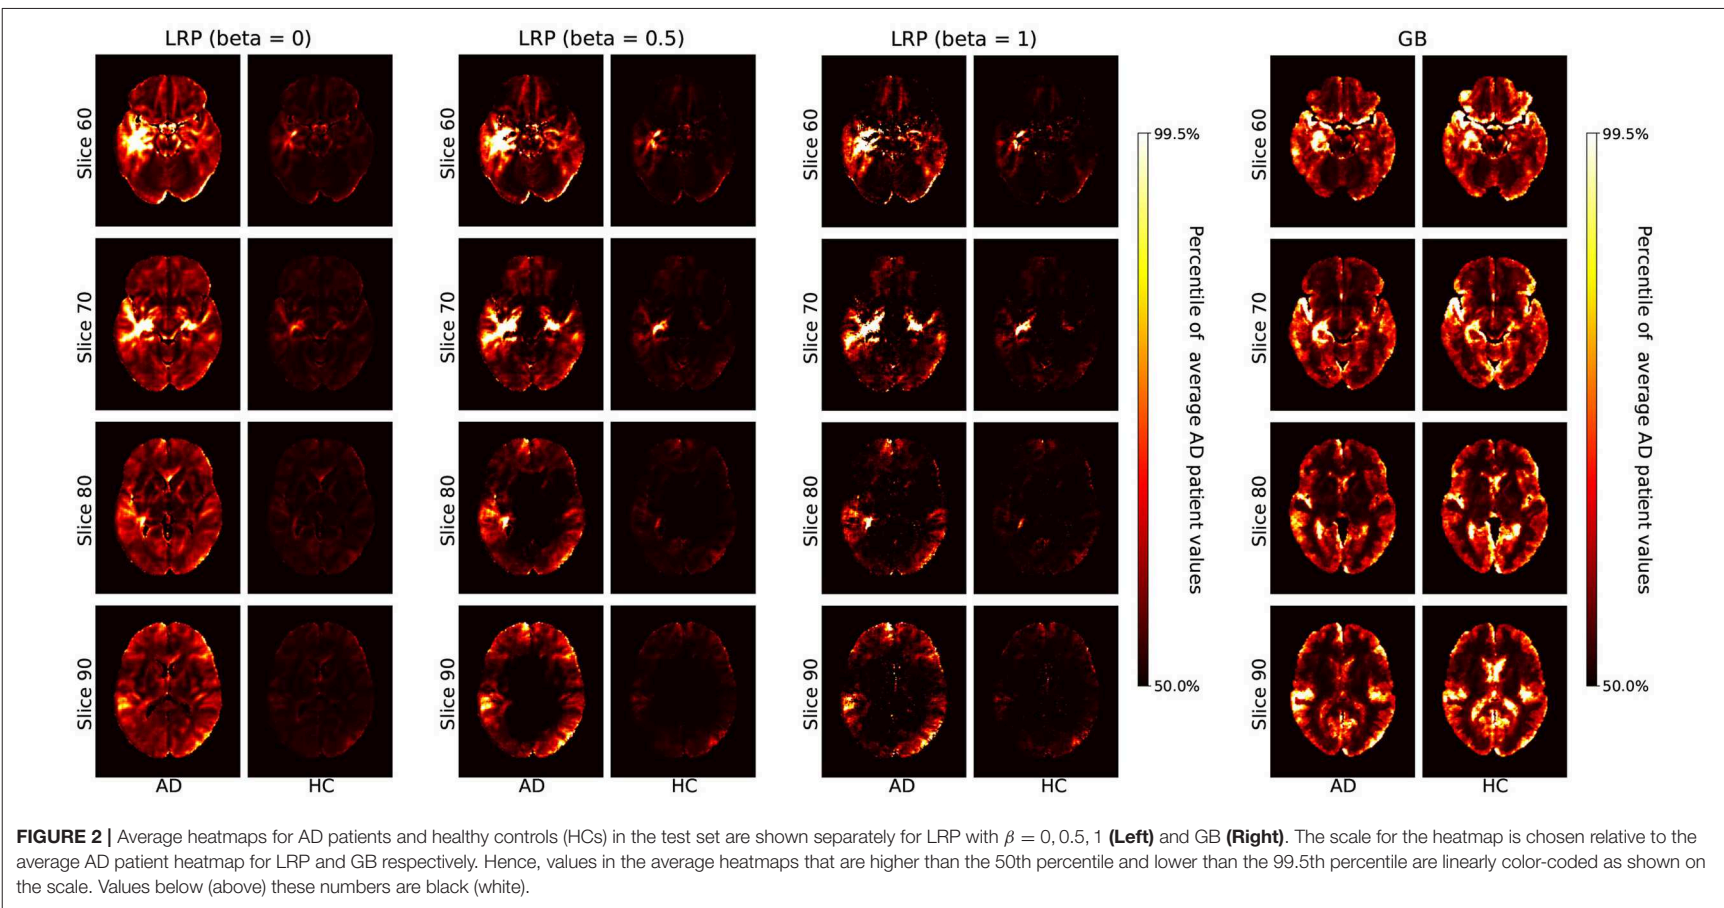 LRP (beta = 0)
LRP (beta = 0.5)
LRP (beta = 1)
GB
Slice 60
Slice 60
Slice 60
Slice 60
Slice 70
Slice 70
Slice 70
Slice 70
Slice 80
Slice 80
Slice 80
Slice 80
Slice 90
Slice 90
Slice 90
Slice 90
AD
HC
AD
HC
AD
HC
AD
HC
99.5%
50.0%
Percentile of average AD patient values
99.5%
50.0%
Percentile of average AD patient values
FIGURE 2 | Average heatmaps for AD patients and healthy controls (HCs) in the test set are shown separately for LRP with β = 0, 0.5, 1 (Left) and GB (Right). The scale for the heatmap is chosen relative to the
average AD patient heatmap for LRP and GB respectively. Hence, values in the average heatmaps that are higher than the 50th percentile and lower than the 99.5th percentile are linearly color-coded as shown on
the scale. Values below (above) these numbers are black (white).